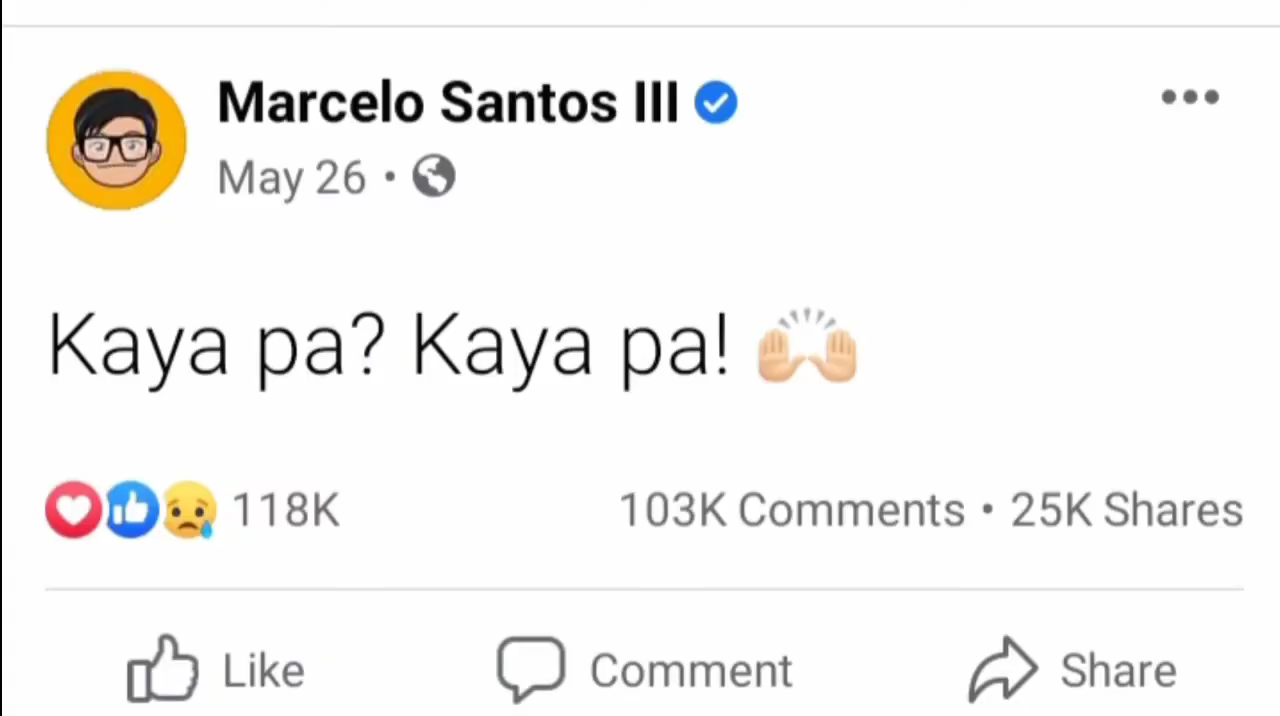 Marcelo Santos III
May 26 •
Kaya pa? Kaya pa! 🙌🏻
118K 103K Comments • 25K Shares
Like Comment Share